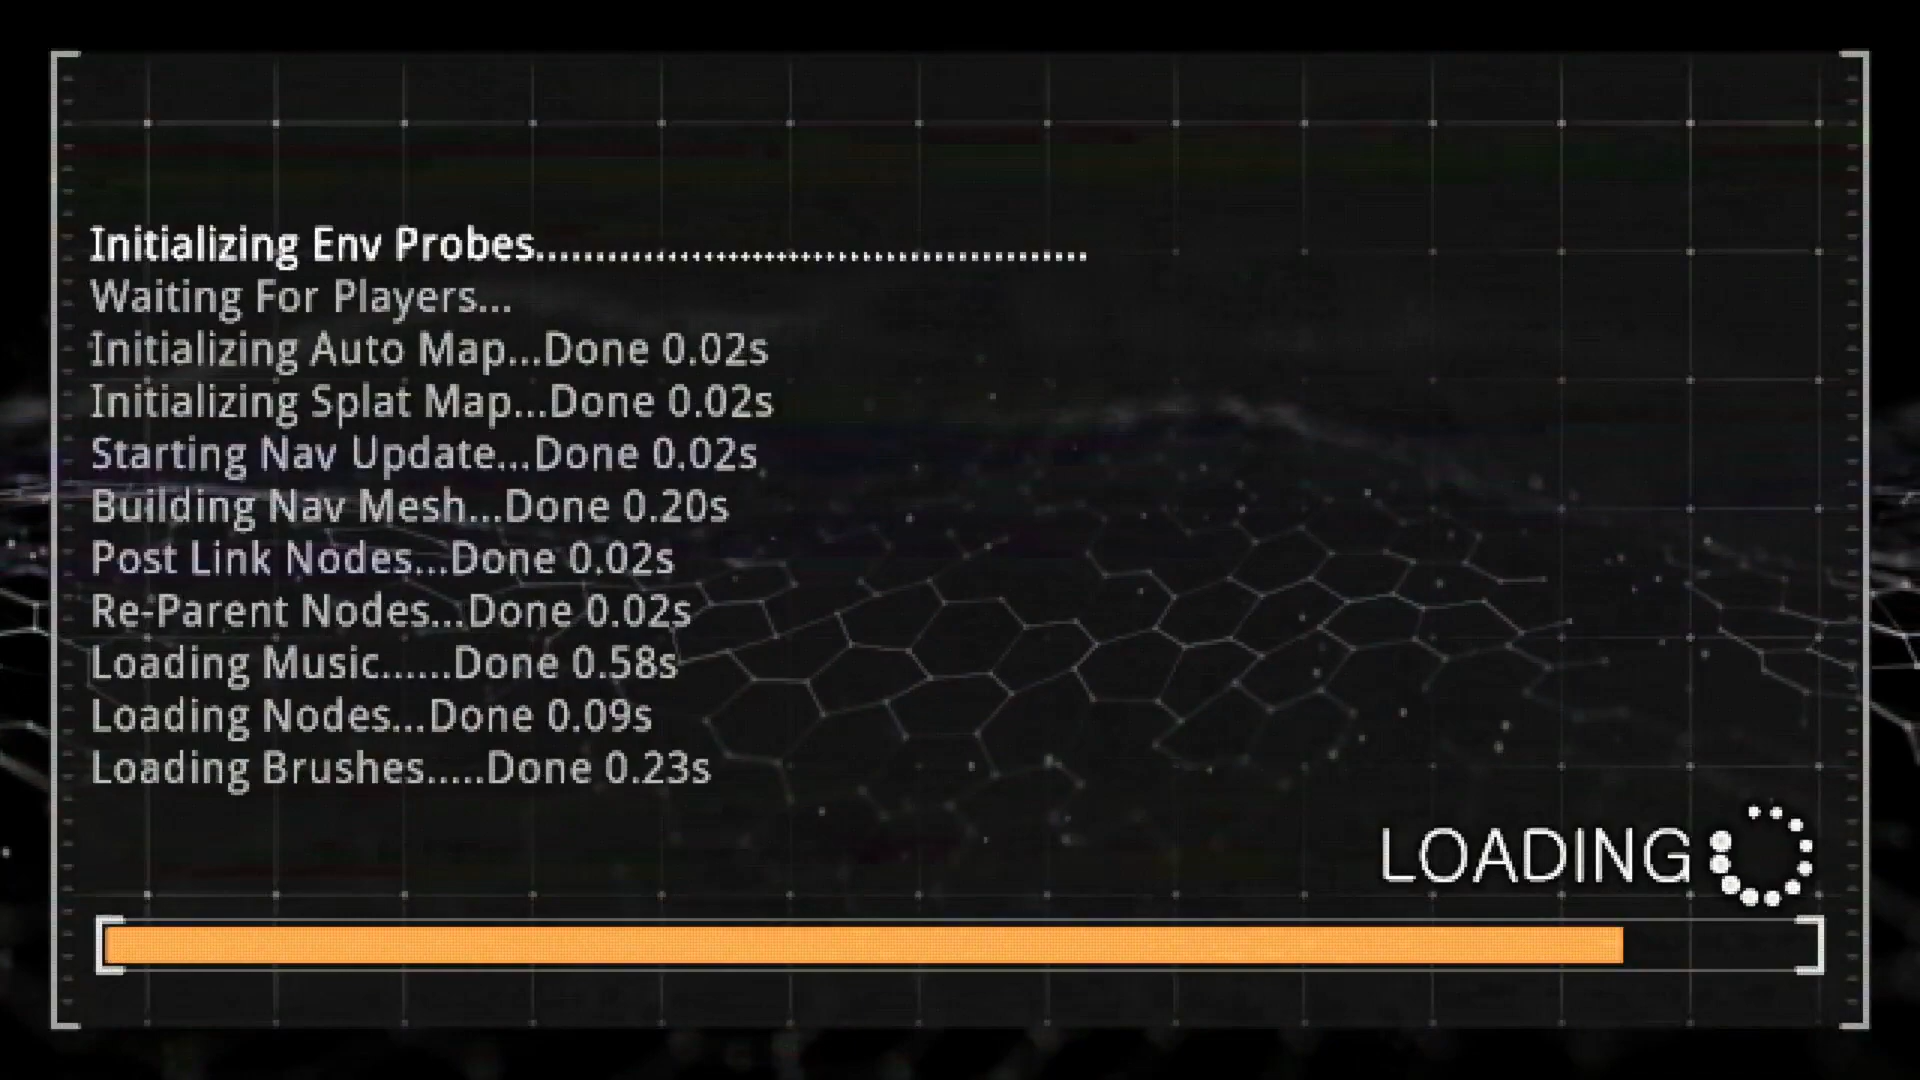 Initializing Env Probes..............................................
Waiting For Players...
Initializing Auto Map...Done 0.02s
Initializing Splat Map...Done 0.02s
Starting Nav Update...Done 0.02s
Building Nav Mesh...Done 0.20s
Post Link Nodes...Done 0.02s
Re-Parent Nodes...Done 0.02s
Loading Music......Done 0.58s
Loading Nodes...Done 0.09s
Loading Brushes.....Done 0.23s
LOADING